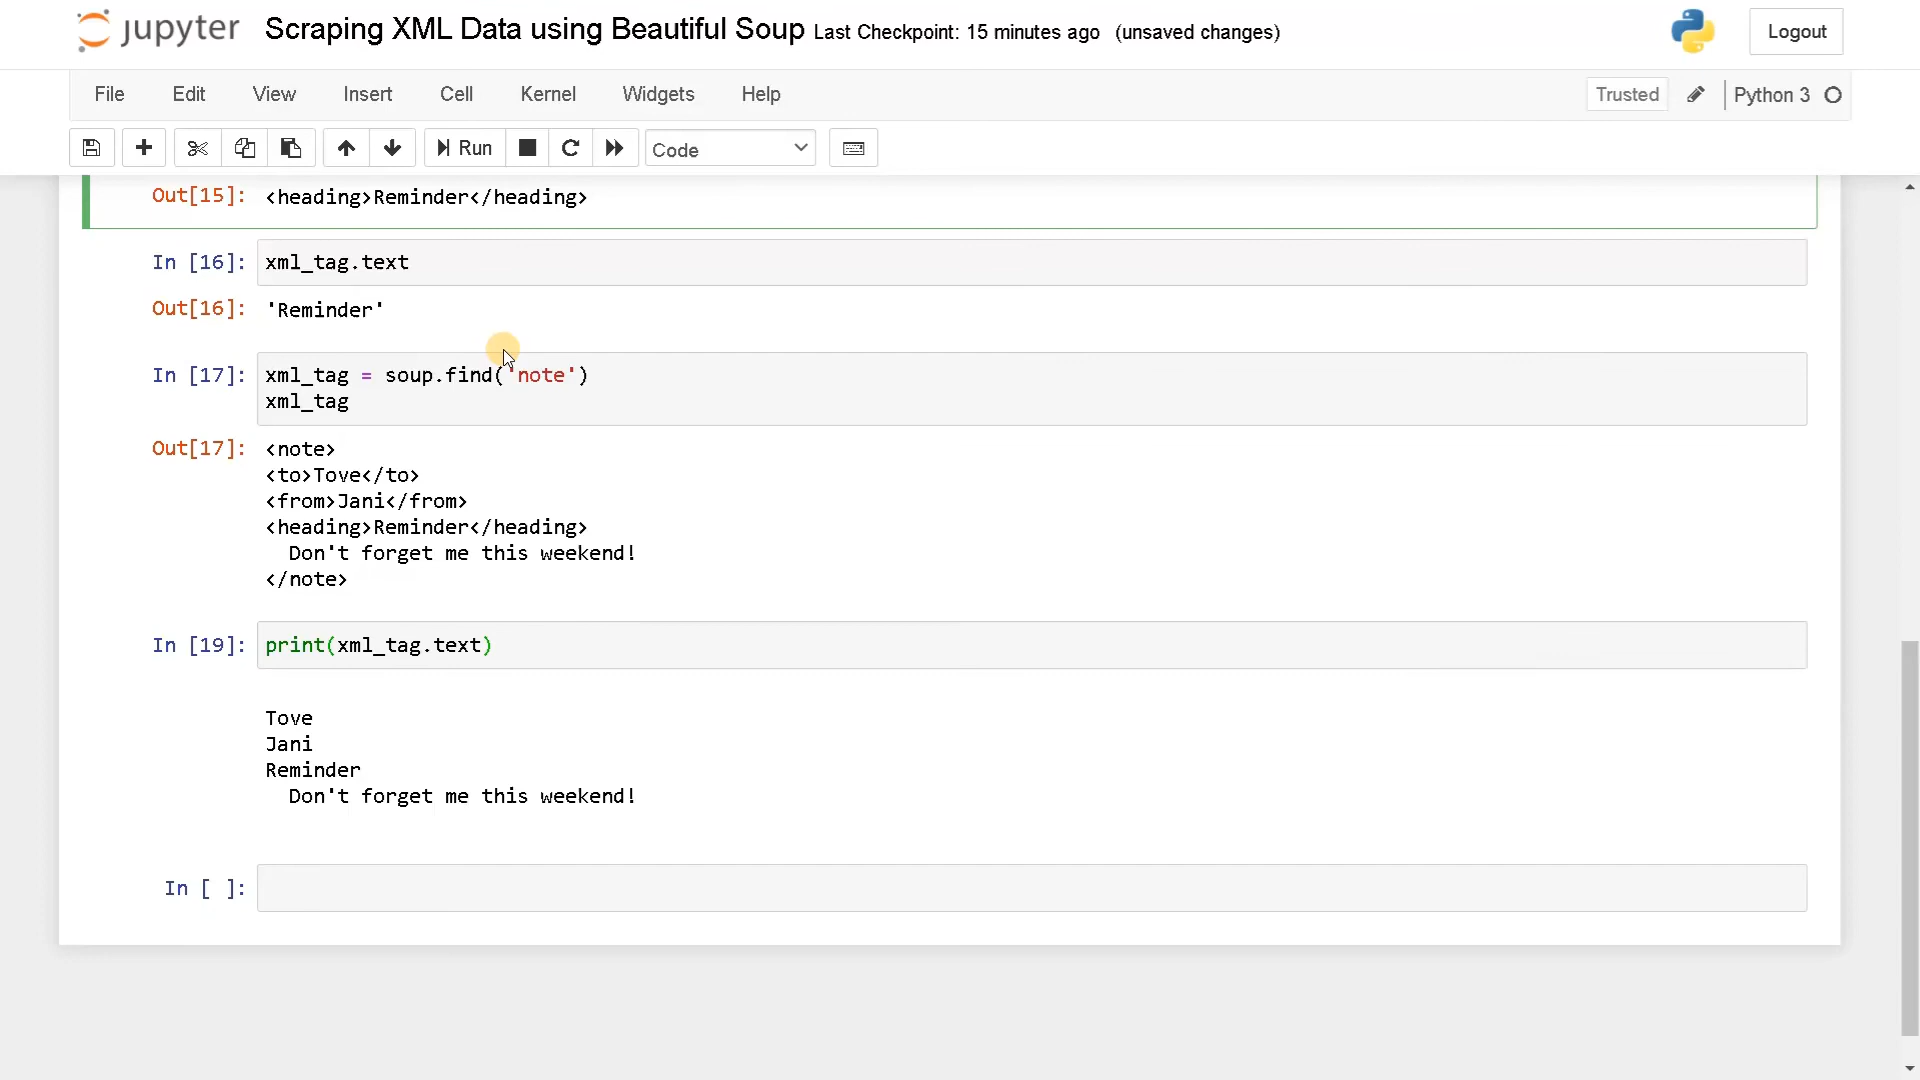 jupyter Scraping XML Data using Beautiful Soup Last Checkpoint: 15 minutes ago (unsaved changes) Logout
File Edit View Insert Cell Kernel Widgets Help Trusted Python 3
Run Code
Out[15]: <heading>Reminder</heading>
In [16]: xml_tag.text
Out[16]: 'Reminder'
In [17]: xml_tag = soup.find('note')
xml_tag
Out[17]: <note>
<to>Tove</to>
<from>Jani</from>
<heading>Reminder</heading>
  Don't forget me this weekend!
</note>
In [19]: print(xml_tag.text)
Tove
Jani
Reminder
  Don't forget me this weekend!
In [ ]: